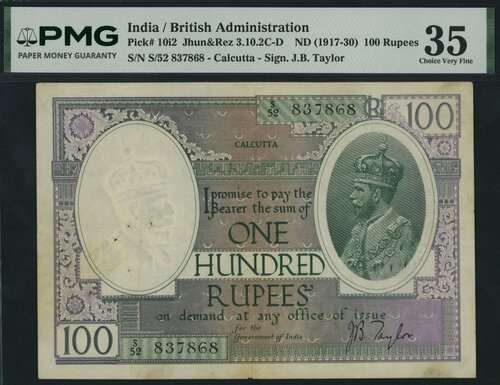 PMG
PAPER MONEY GUARANTY
India / British Administration
Pick# 10i2 Jhun&Rez 3.10.2C-D ND (1917-30) 100 Rupees
S/N S/52 837868 - Calcutta - Sign. J.B. Taylor
35
Choice Very Fine
S/52 837868
100
CALCUTTA
I promise to pay the
Bearer the sum of
ONE
HUNDRED
RUPEES
on demand at any office of issue
for the
Government of India
100
S/52 837868
J.B. Taylor